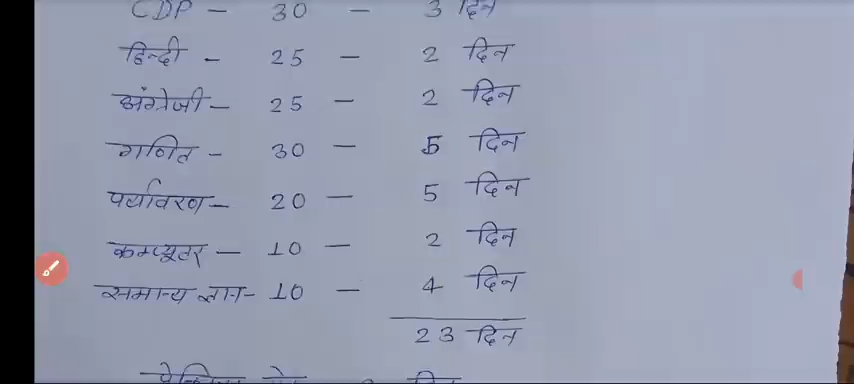 CDP - 30 - 3 दिन
हिन्दी - 25 - 2 दिन
अंग्रेजी - 25 - 2 दिन
गणित - 30 - 5 दिन
पर्यावरण - 20 - 5 दिन
कम्प्यूटर - 10 - 2 दिन
समान्य ज्ञान - 10 - 4 दिन
23 दिन
दिन